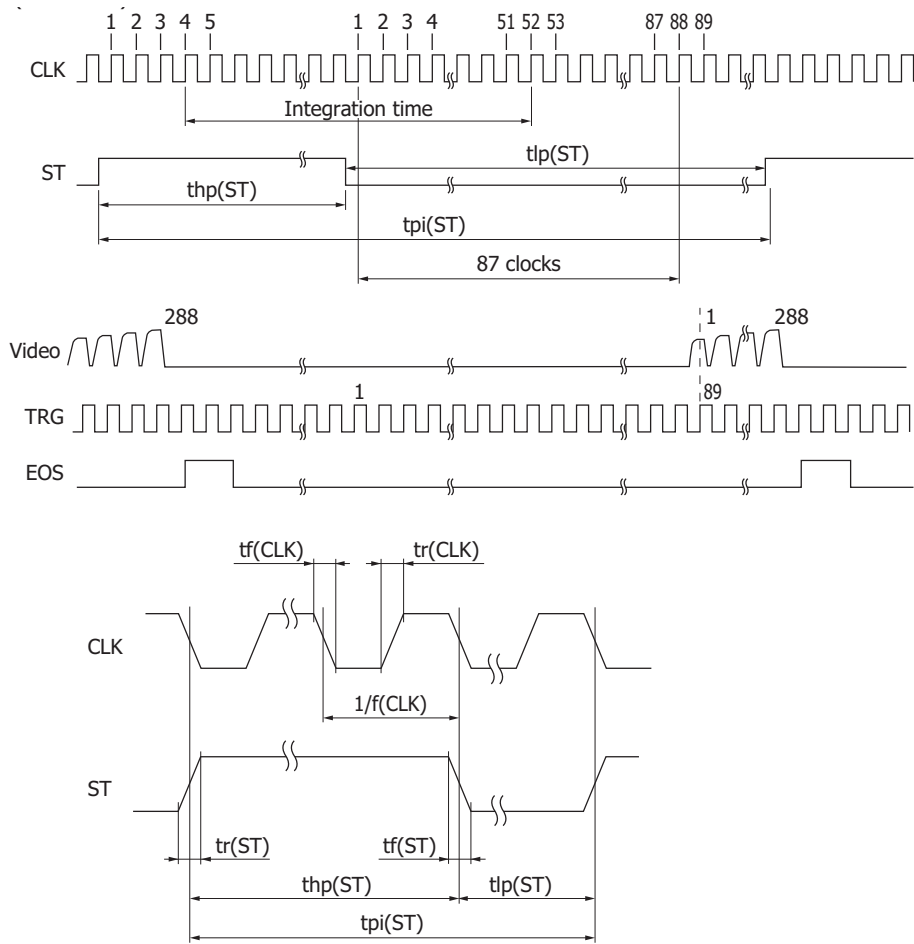 1 2 3 4 5 1 2 3 4 51 52 53 87 88 89
CLK
Integration time
ST
tlp(ST)
thp(ST)
tpi(ST)
87 clocks
288 1 288
Video
1 89
TRG
EOS
tf(CLK) tr(CLK)
CLK
1/f(CLK)
ST
tr(ST) tf(ST)
thp(ST) tlp(ST)
tpi(ST)